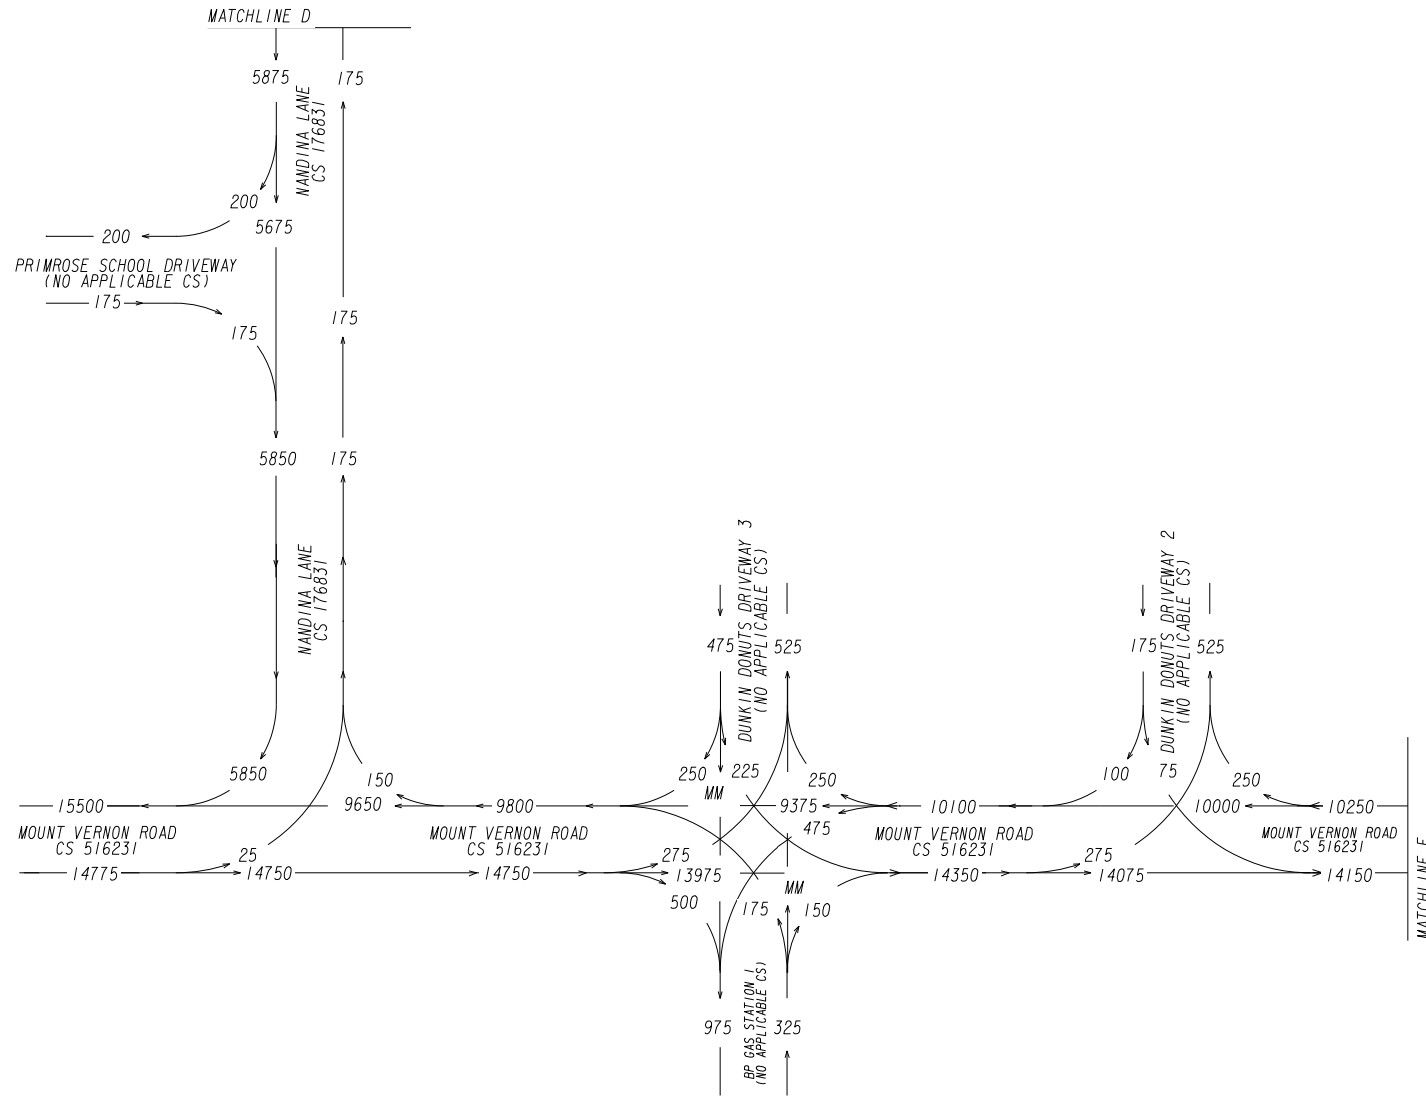 MATCHLINE D
5875
175
NANDINA LANE
CS 176831
200
5675
200
PRIMROSE SCHOOL DRIVEWAY
(NO APPLICABLE CS)
175
175
175
5850
175
NANDINA LANE
CS 176831
DUNKIN DONUTS DRIVEWAY 3
(NO APPLICABLE CS)
DUNKIN DONUTS DRIVEWAY 2
(NO APPLICABLE CS)
475
525
175
525
5850
150
250
225
250
100
75
250
MM
15500
9650
9800
9375
10100
10000
10250
475
MOUNT VERNON ROAD
CS 516231
MOUNT VERNON ROAD
CS 516231
MOUNT VERNON ROAD
CS 516231
MOUNT VERNON ROAD
CS 516231
25
275
275
14775
14750
14750
13975
14350
14075
14150
MM
500
175
150
MATCHLINE E
BP GAS STATION 1
(NO APPLICABLE CS)
975
325